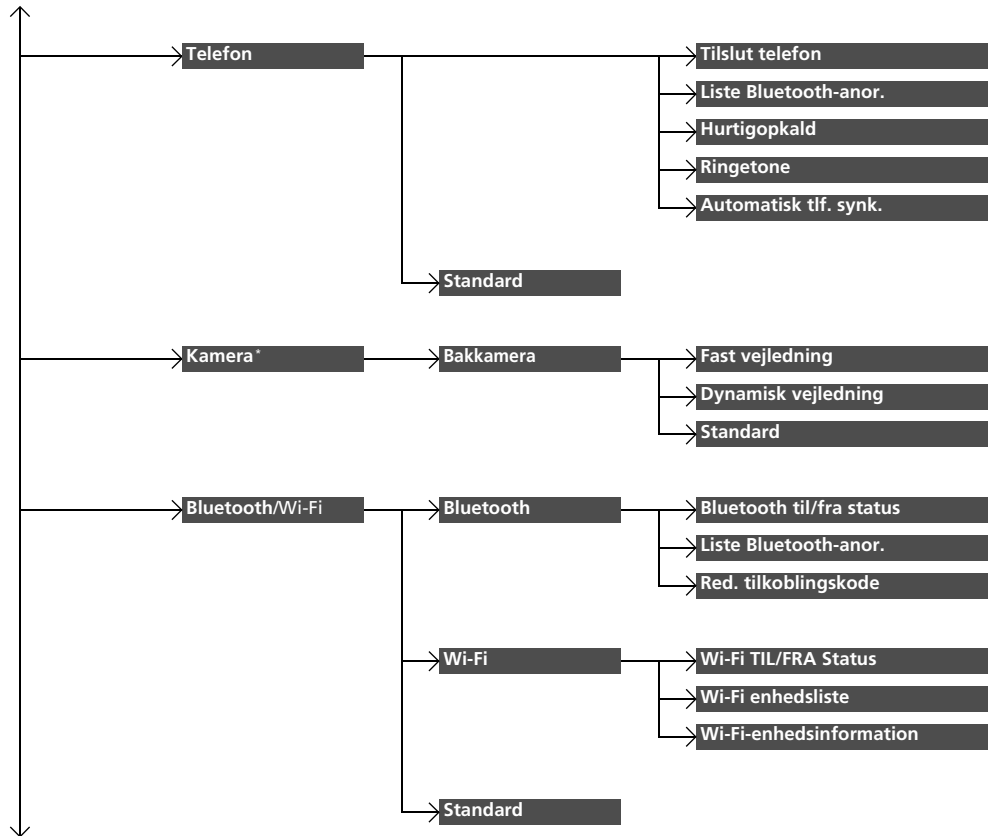 Telefon
Tilslut telefon
Liste Bluetooth-anor.
Hurtigopkald
Ringetone
Automatisk tlf. synk.
Standard
Kamera*
Bakkamera
Fast vejledning
Dynamisk vejledning
Standard
Bluetooth/Wi-Fi
Bluetooth
Bluetooth til/fra status
Liste Bluetooth-anor.
Red. tilkoblingskode
Wi-Fi
Wi-Fi TIL/FRA Status
Wi-Fi enhedsliste
Wi-Fi-enhedsinformation
Standard